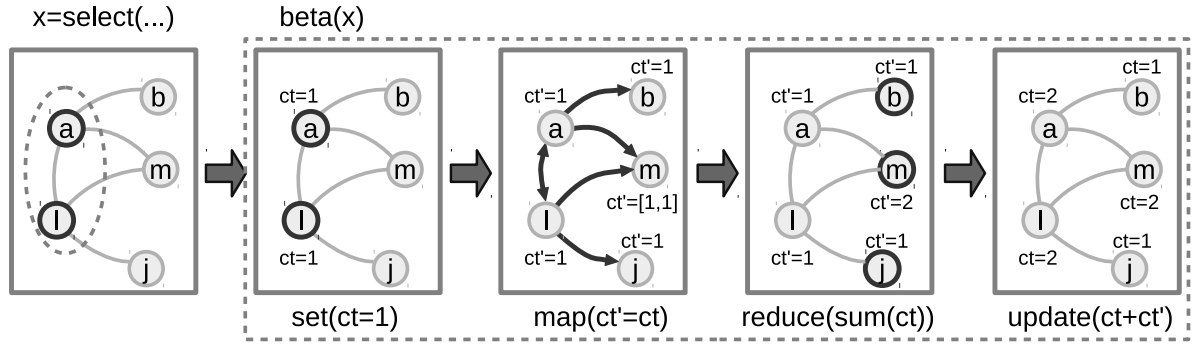 x=select(...)
beta(x)
a
b
m
l
j
ct=1
a
b
m
l
ct=1
j
set(ct=1)
ct'=1
ct'=1
a
b
m
ct'=[1,1]
l
ct'=1
ct'=1
j
map(ct'=ct)
ct'=1
ct'=1
a
b
m
ct'=2
l
ct'=1
ct'=1
j
reduce(sum(ct))
ct=1
ct=2
a
b
m
ct=2
l
ct=2
ct=1
j
update(ct+ct')